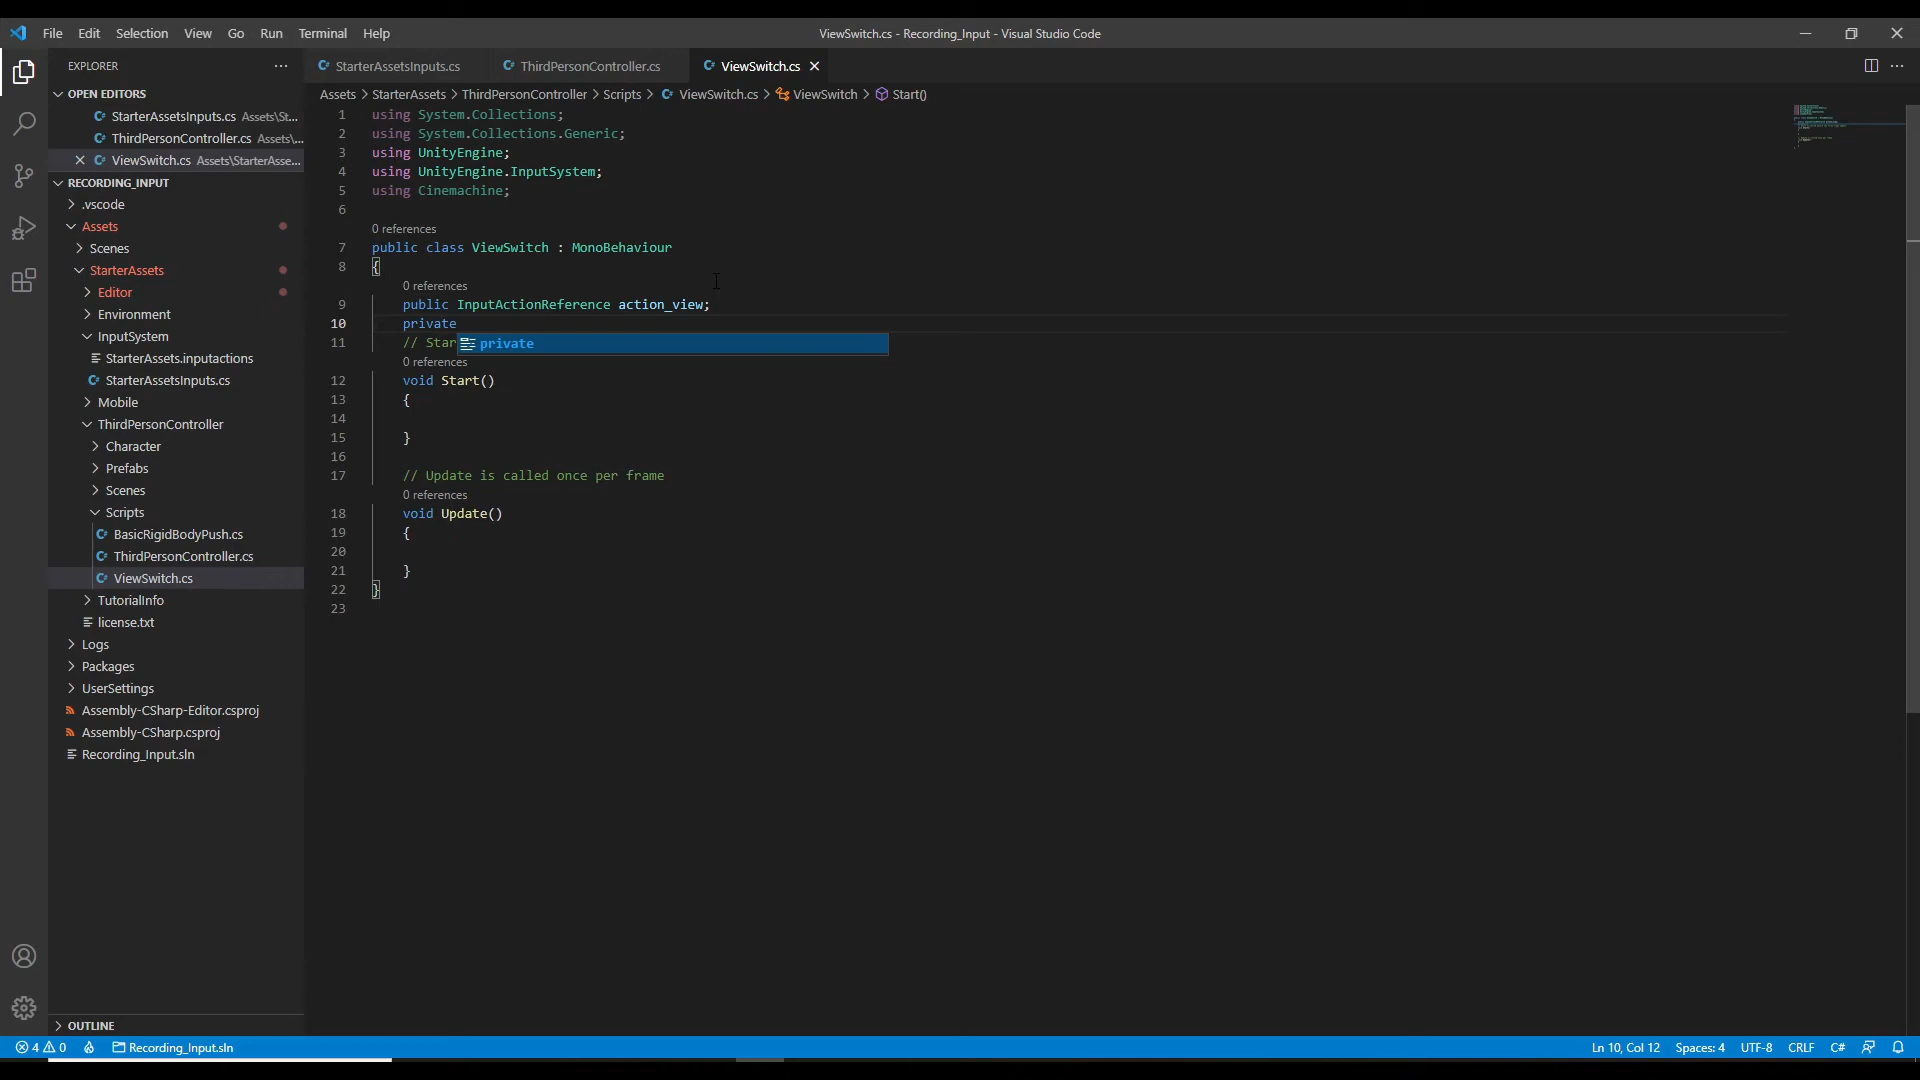 File Edit Selection View Go Run Terminal Help
ViewSwitch.cs - Recording_Input - Visual Studio Code
EXPLORER
OPEN EDITORS
StarterAssetsInputs.cs Assets\St...
ThirdPersonController.cs Assets\...
ViewSwitch.cs Assets\StarterAsse...
RECORDING_INPUT
.vscode
Assets
Scenes
StarterAssets
Editor
Environment
InputSystem
StarterAssets.inputactions
StarterAssetsInputs.cs
Mobile
ThirdPersonController
Character
Prefabs
Scenes
Scripts
BasicRigidBodyPush.cs
ThirdPersonController.cs
ViewSwitch.cs
TutorialInfo
license.txt
Logs
Packages
UserSettings
Assembly-CSharp-Editor.csproj
Assembly-CSharp.csproj
Recording_Input.sln
OUTLINE
StarterAssetsInputs.cs ThirdPersonController.cs ViewSwitch.cs
Assets > StarterAssets > ThirdPersonController > Scripts > ViewSwitch.cs > ViewSwitch > Start()
1 using System.Collections;
2 using System.Collections.Generic;
3 using UnityEngine;
4 using UnityEngine.InputSystem;
5 using Cinemachine;
6
0 references
7 public class ViewSwitch : MonoBehaviour
8 {
0 references
9 public InputActionReference action_view;
10 private
11 // Star
private
0 references
12 void Start()
13 {
14
15 }
16
17 // Update is called once per frame
0 references
18 void Update()
19 {
20
21 }
22 }
23
4 0 Recording_Input.sln
Ln 10, Col 12 Spaces: 4 UTF-8 CRLF C#